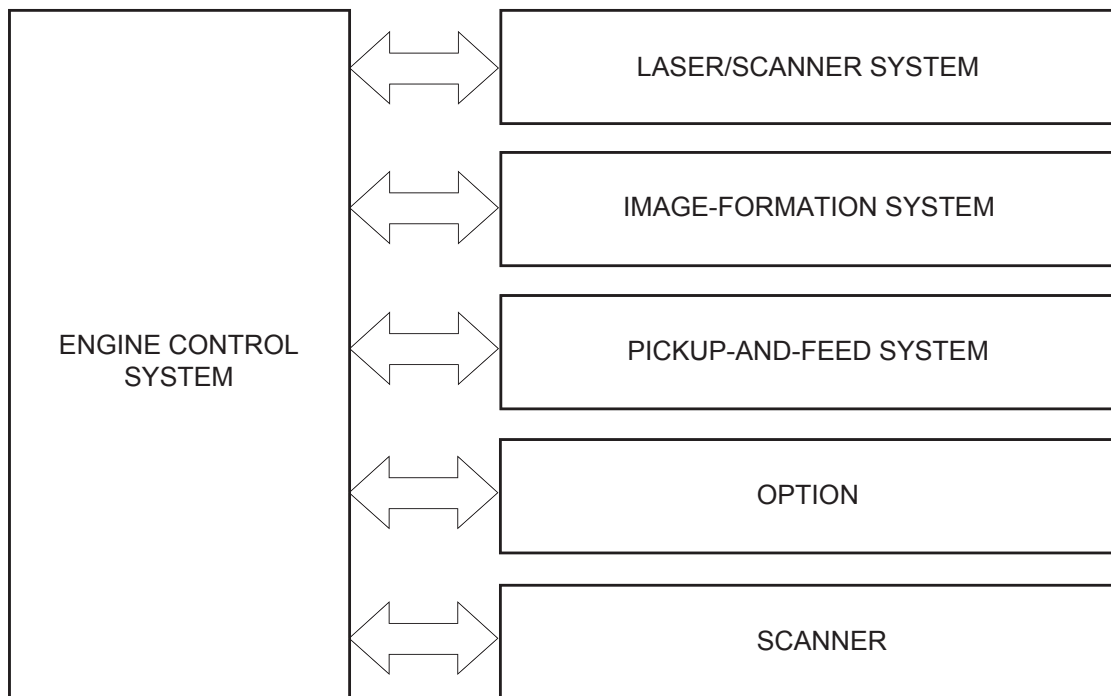 ENGINE CONTROL
SYSTEM
LASER/SCANNER SYSTEM
IMAGE-FORMATION SYSTEM
PICKUP-AND-FEED SYSTEM
OPTION
SCANNER